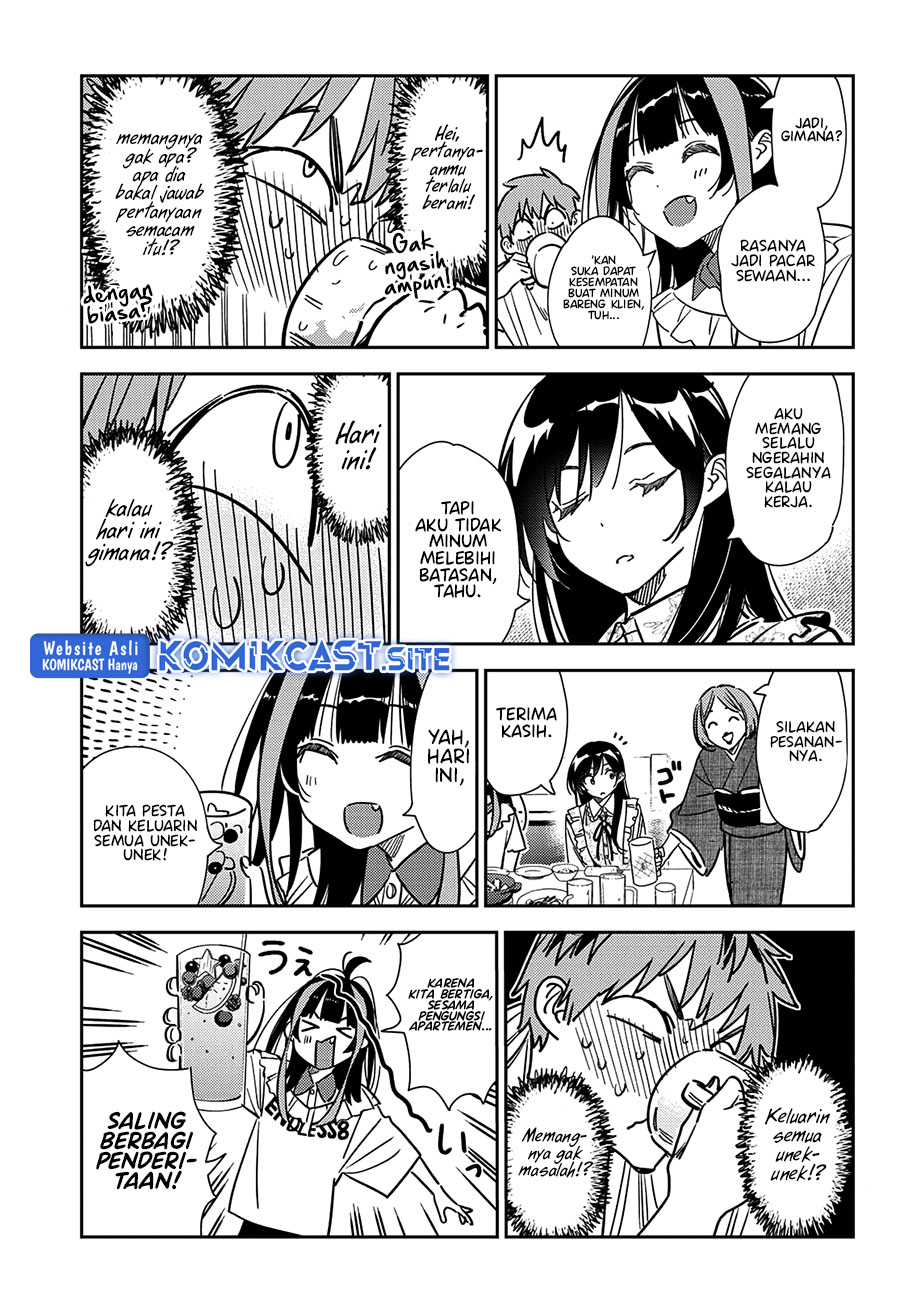 JADI,
GIMANA?
RASANYA
JADI PACAR
SEWAAN...
'KAN
SUKA DAPAT
KESEMPATAN
BUAT MINUM
BARENG KLIEN,
TUH...
Hei,
pertanya-
anmu
terlalu
berani!
Gak
ngasih
ampun!
memangnya
gak apa?
apa dia
bakal jawab
pertanyaan
semacam
itu!?
dengan
biasa?
AKU
MEMANG
SELALU
NGERAHIN
SEGALANYA
KALAU
KERJA.
TAPI
AKU TIDAK
MINUM
MELEBIHI
BATASAN,
TAHU.
Hari
ini!
kalau
hari ini
gimana!?
Website Asli
KOMIKCAST Hanya
KOMIKCAST.SITE
SILAKAN
PESANAN-
NYA.
ゴト
TERIMA
KASIH.
YAH,
HARI
INI,
KITA PESTA
DAN KELUARIN
SEMUA UNEK-
UNEK!
Keluarin
semua
unek-
unek!?
Memang-
nya gak
masalah!?
KARENA
KITA BERTIGA,
SESAMA
PENGUNGSI
APARTEMEN...
うぇ
いっ
ENDLESS8
SALING
BERBAGI
PENDERI-
TAAN!